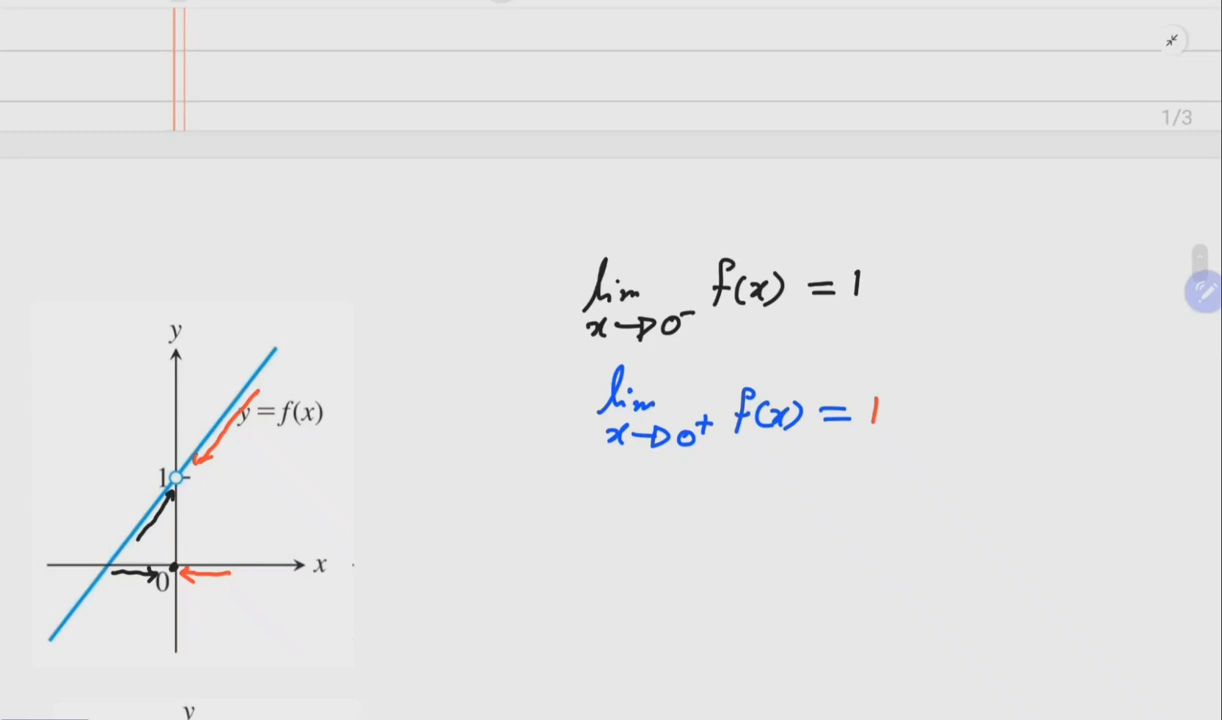 1/3
lim f(x) = 1
x→0⁻
lim f(x) = 1
x→0⁺
y
y = f(x)
1
0
x
y